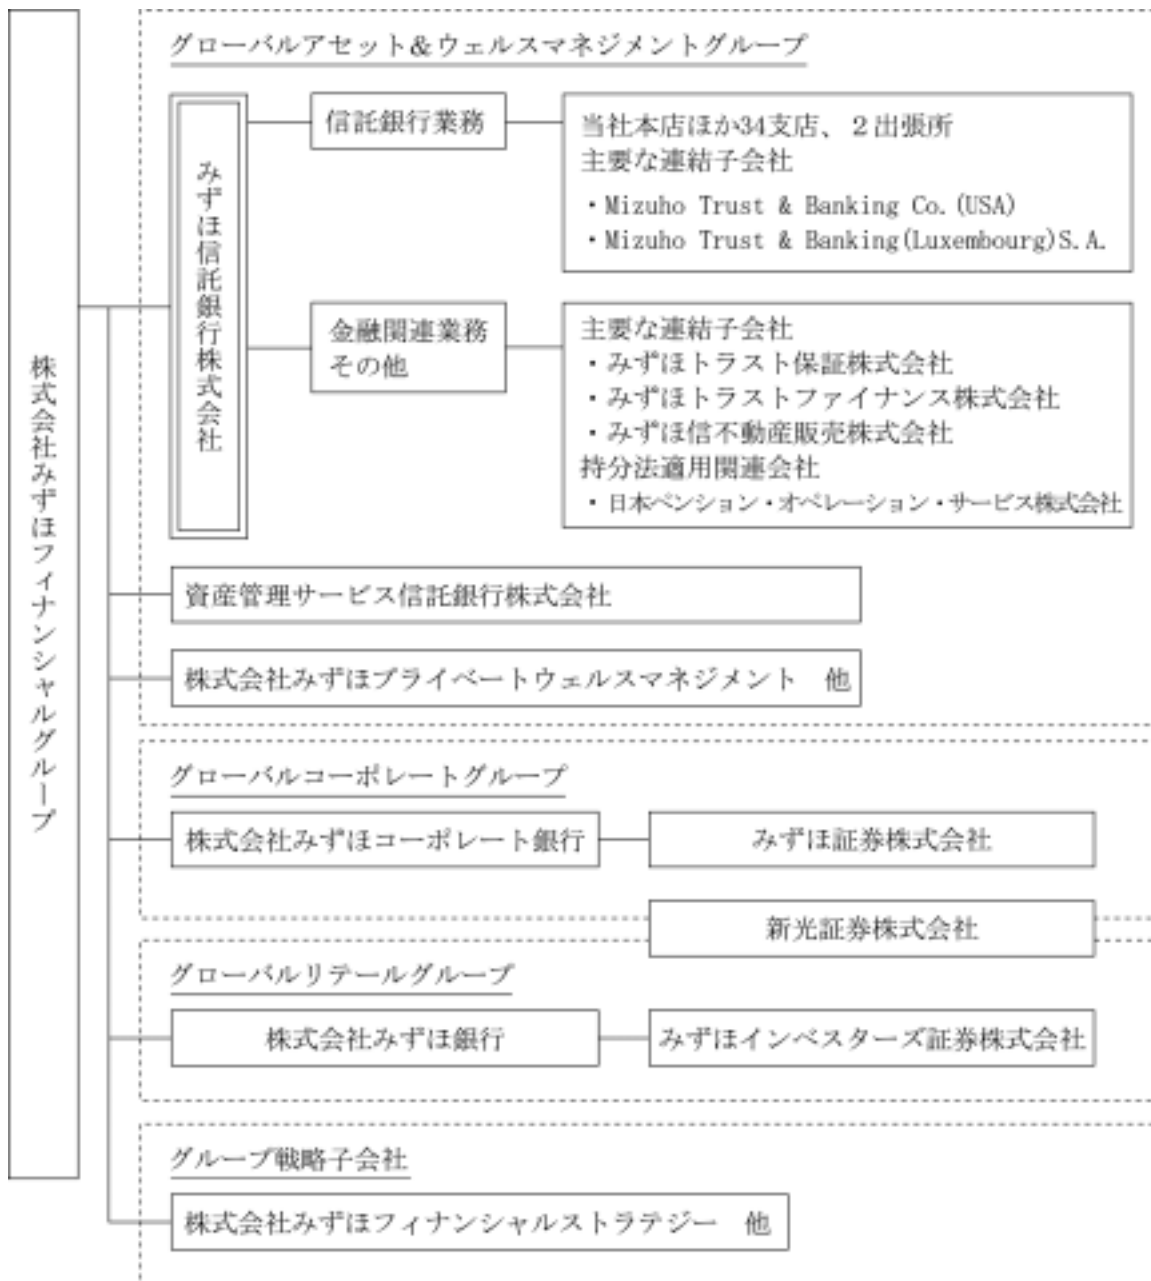 株式会社みずほフィナンシャルグループ
グローバルアセット＆ウェルスマネジメントグループ
みずほ信託銀行株式会社
信託銀行業務
当社本店ほか34支店、２出張所
主要な連結子会社
・Mizuho Trust & Banking Co.(USA)
・Mizuho Trust & Banking(Luxembourg)S.A.
金融関連業務
その他
主要な連結子会社
・みずほトラスト保証株式会社
・みずほトラストファイナンス株式会社
・みずほ信不動産販売株式会社
持分法適用関連会社
・日本ペンション・オペレーション・サービス株式会社
資産管理サービス信託銀行株式会社
株式会社みずほプライベートウェルスマネジメント　他
グローバルコーポレートグループ
株式会社みずほコーポレート銀行
みずほ証券株式会社
新光証券株式会社
グローバルリテールグループ
株式会社みずほ銀行
みずほインベスターズ証券株式会社
グループ戦略子会社
株式会社みずほフィナンシャルストラテジー　他